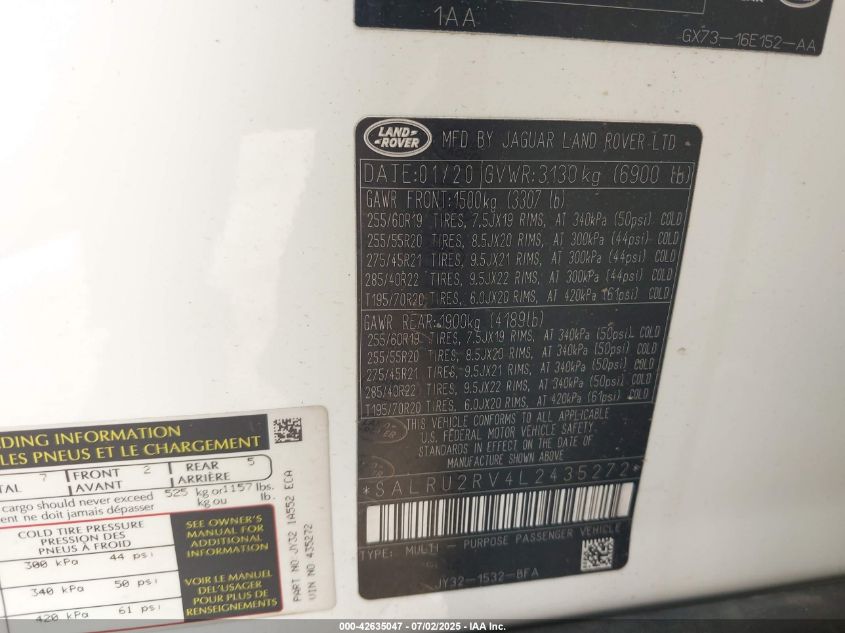 1AA
GX73-16E152-AA
LAND ROVER
MFD BY JAGUAR LAND ROVER LTD
DATE:01/20 GVWR:3130 kg (6900 lb)
GAWR FRONT:1500kg (3307 lb)
255/60R19 TIRES, 7.5JX19 RIMS, AT 340kPa (50psi) COLD
255/55R20 TIRES, 8.5JX20 RIMS, AT 300kPa (44psi) COLD
275/45R21 TIRES, 9.5JX21 RIMS, AT 300kPa (44psi) COLD
285/40R22 TIRES, 9.5JX22 RIMS, AT 300kPa (44psi) COLD
T195/70R20 TIRES, 6.0JX20 RIMS, AT 420kPa (61psi) COLD
GAWR REAR:1900kg (4189lb)
255/60R19 TIRES, 7.5JX19 RIMS, AT 340kPa (50psi) COLD
255/55R20 TIRES, 8.5JX20 RIMS, AT 340kPa (50psi) COLD
275/45R21 TIRES, 9.5JX21 RIMS, AT 340kPa (50psi) COLD
285/40R22 TIRES, 9.5JX22 RIMS, AT 340kPa (50psi) COLD
T195/70R20 TIRES, 6.0JX20 RIMS, AT 420kPa (61psi) COLD
THIS VEHICLE CONFORMS TO ALL APPLICABLE
U.S. FEDERAL MOTOR VEHICLE SAFETY
STANDARDS IN EFFECT ON THE DATE OF
MANUFACTURE SHOWN ABOVE.
*SALRU2RV4L2435272*
TYPE: MULTI - PURPOSE PASSENGER VEHICLE
JY32-1532-BFA
DING INFORMATION
LES PNEUS ET LE CHARGEMENT
TAL 7 FRONT 2 REAR 5
AVANT ARRIÈRE
cargo should never exceed 525 kg or 1157 lbs.
ent ne doit jamais dépasser kg ou lb.
COLD TIRE PRESSURE
PRESSION DES
PNEUS À FROID
300 kPa 44 psi
340 kPa 50 psi
420 kPa 61 psi
SEE OWNER'S
MANUAL FOR
ADDITIONAL
INFORMATION
VOIR LE MANUEL
DEL'USAGER
POUR PLUS DE
RENSEIGNEMENTS
PART NO JY32 1A552 ECA
VIN NO 435272
000-42635047 - 07/02/2025 - IAA Inc.